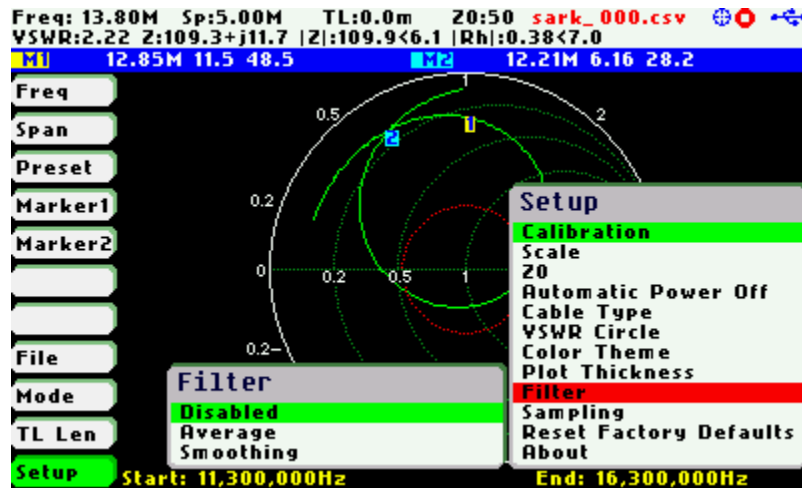 Freq: 13.80M Sp:5.00M TL:0.0m Z0:50 sark_000.csv
VSWR:2.22 Z:109.3+j11.7 |Z|:109.9<6.1 |Rh|:0.38<7.0
M1 12.85M 11.5 48.5 M2 12.21M 6.16 28.2
Freq
Span
Preset
Marker1
Marker2
File
Mode
TL Len
Setup
1
0.5
2
0.2
0
0.2
0.5
1
0.2
2
1
Setup
Calibration
Scale
Z0
Automatic Power Off
Cable Type
VSWR Circle
Color Theme
Plot Thickness
Filter
Sampling
Reset Factory Defaults
About
Filter
Disabled
Average
Smoothing
Start: 11,300,000Hz End: 16,300,000Hz